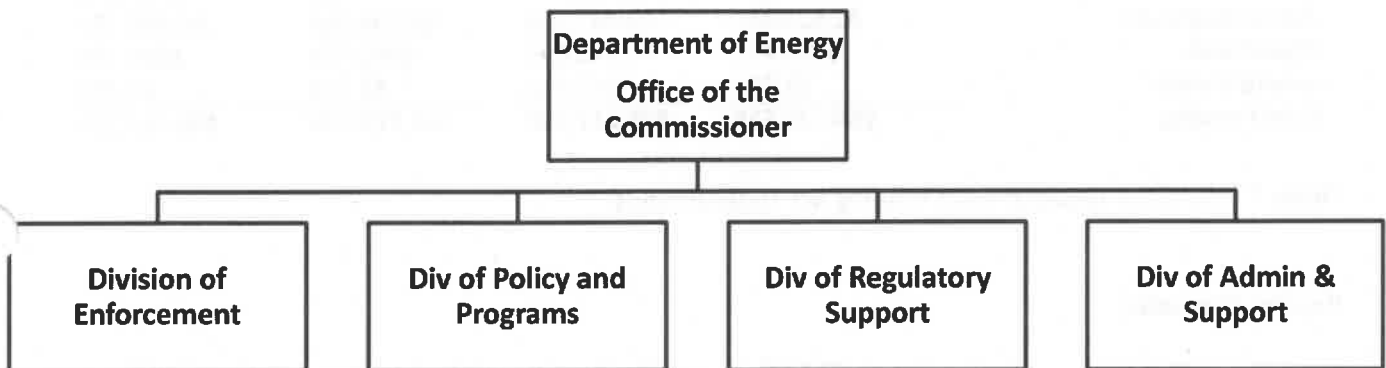 Department of Energy
Office of the
Commissioner
Division of
Enforcement
Div of Policy and
Programs
Div of Regulatory
Support
Div of Admin &
Support